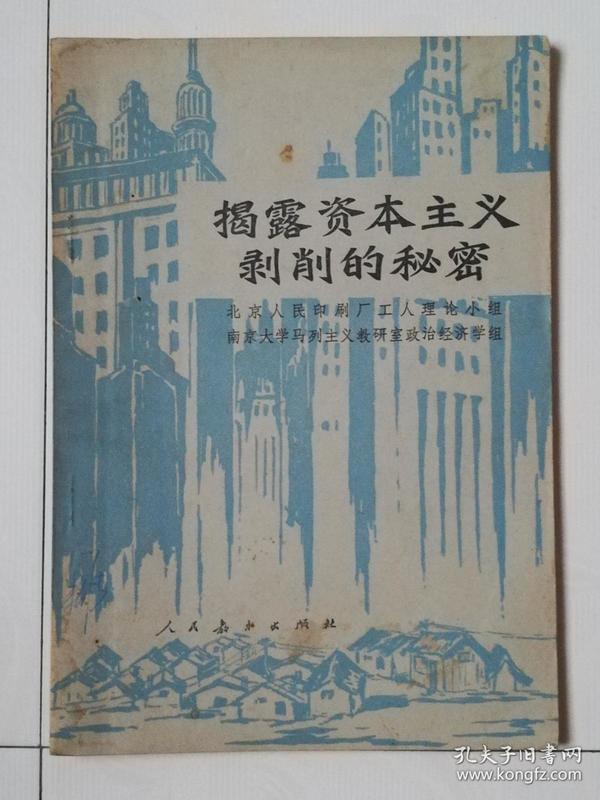 揭露资本主义
剥削的秘密
北京人民印刷厂工人理论小组
南京大学马列主义教研室政治经济学组
人民教育出版社
孔夫子旧书网
www.kongfz.com